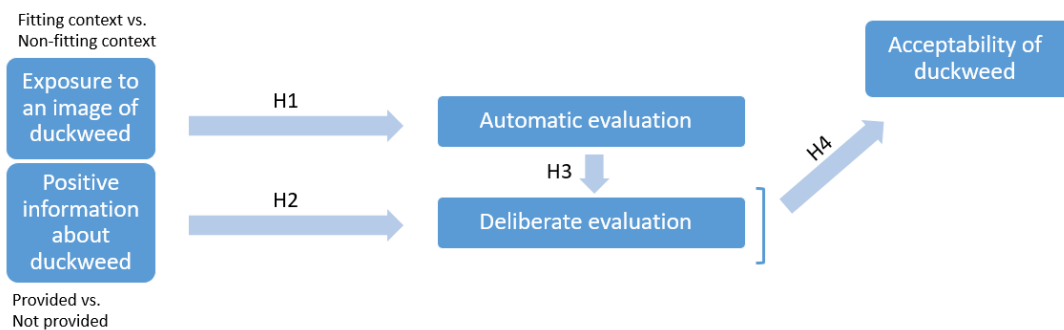 Fitting context vs.
Non-fitting context
Exposure to
an image of
duckweed
H1
Automatic evaluation
Acceptability of
duckweed
H3
H4
Positive
information
about
duckweed
H2
Deliberate evaluation
Provided vs.
Not provided